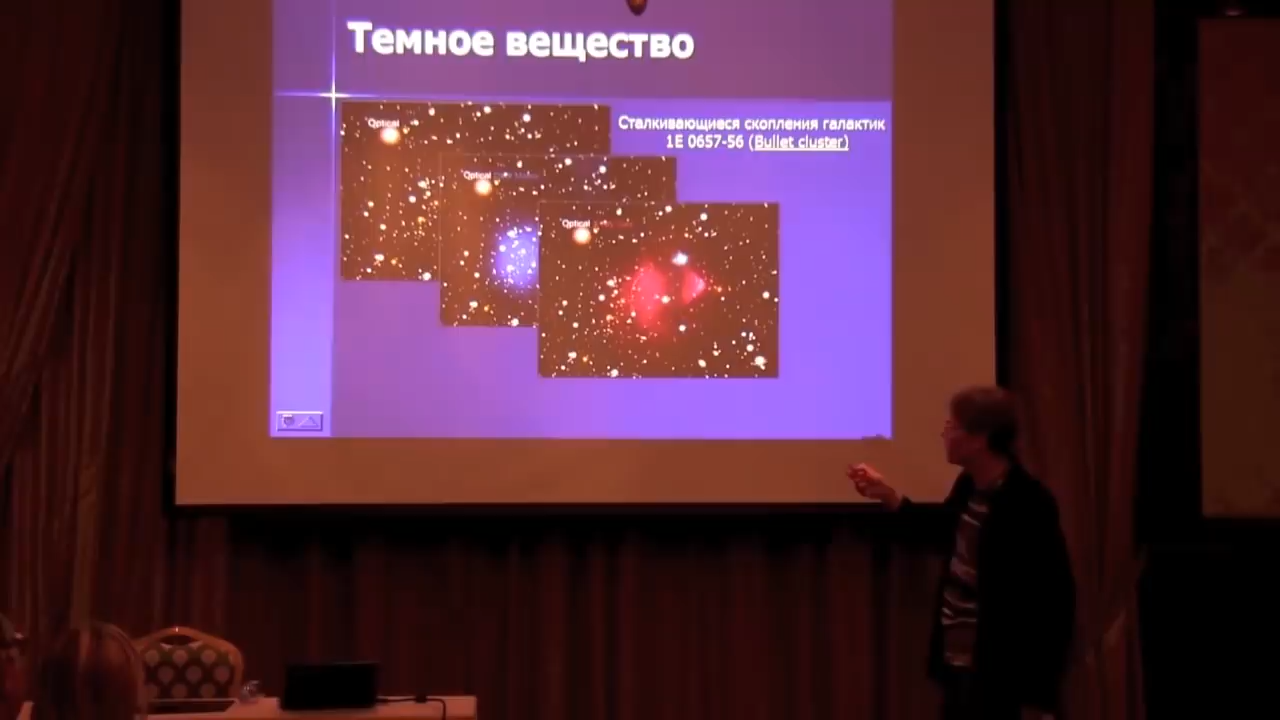 Темное вещество
Сталкивающиеся скопления галактик
1E 0657-56 (Bullet cluster)
Optical
Optical
Optical